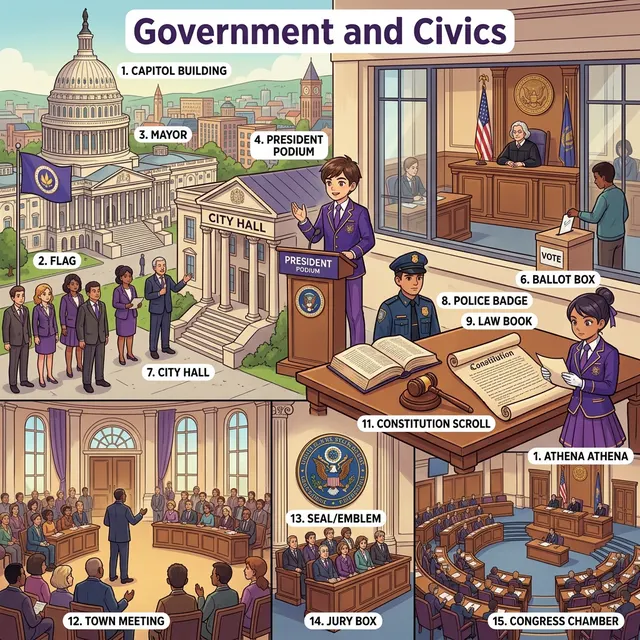 Government and Civics
1. CAPITOL BUILDING
3. MAYOR
4. PRESIDENT
PODIUM
CITY HALL
PRESIDENT
PODIUM
2. FLAG
VOTE
6. BALLOT BOX
8. POLICE BADGE
9. LAW BOOK
7. CITY HALL
Constitution
11. CONSTITUTION SCROLL
1. ATHENA ATHENA
13. SEAL/EMBLEM
12. TOWN MEETING
14. JURY BOX
15. CONGRESS CHAMBER